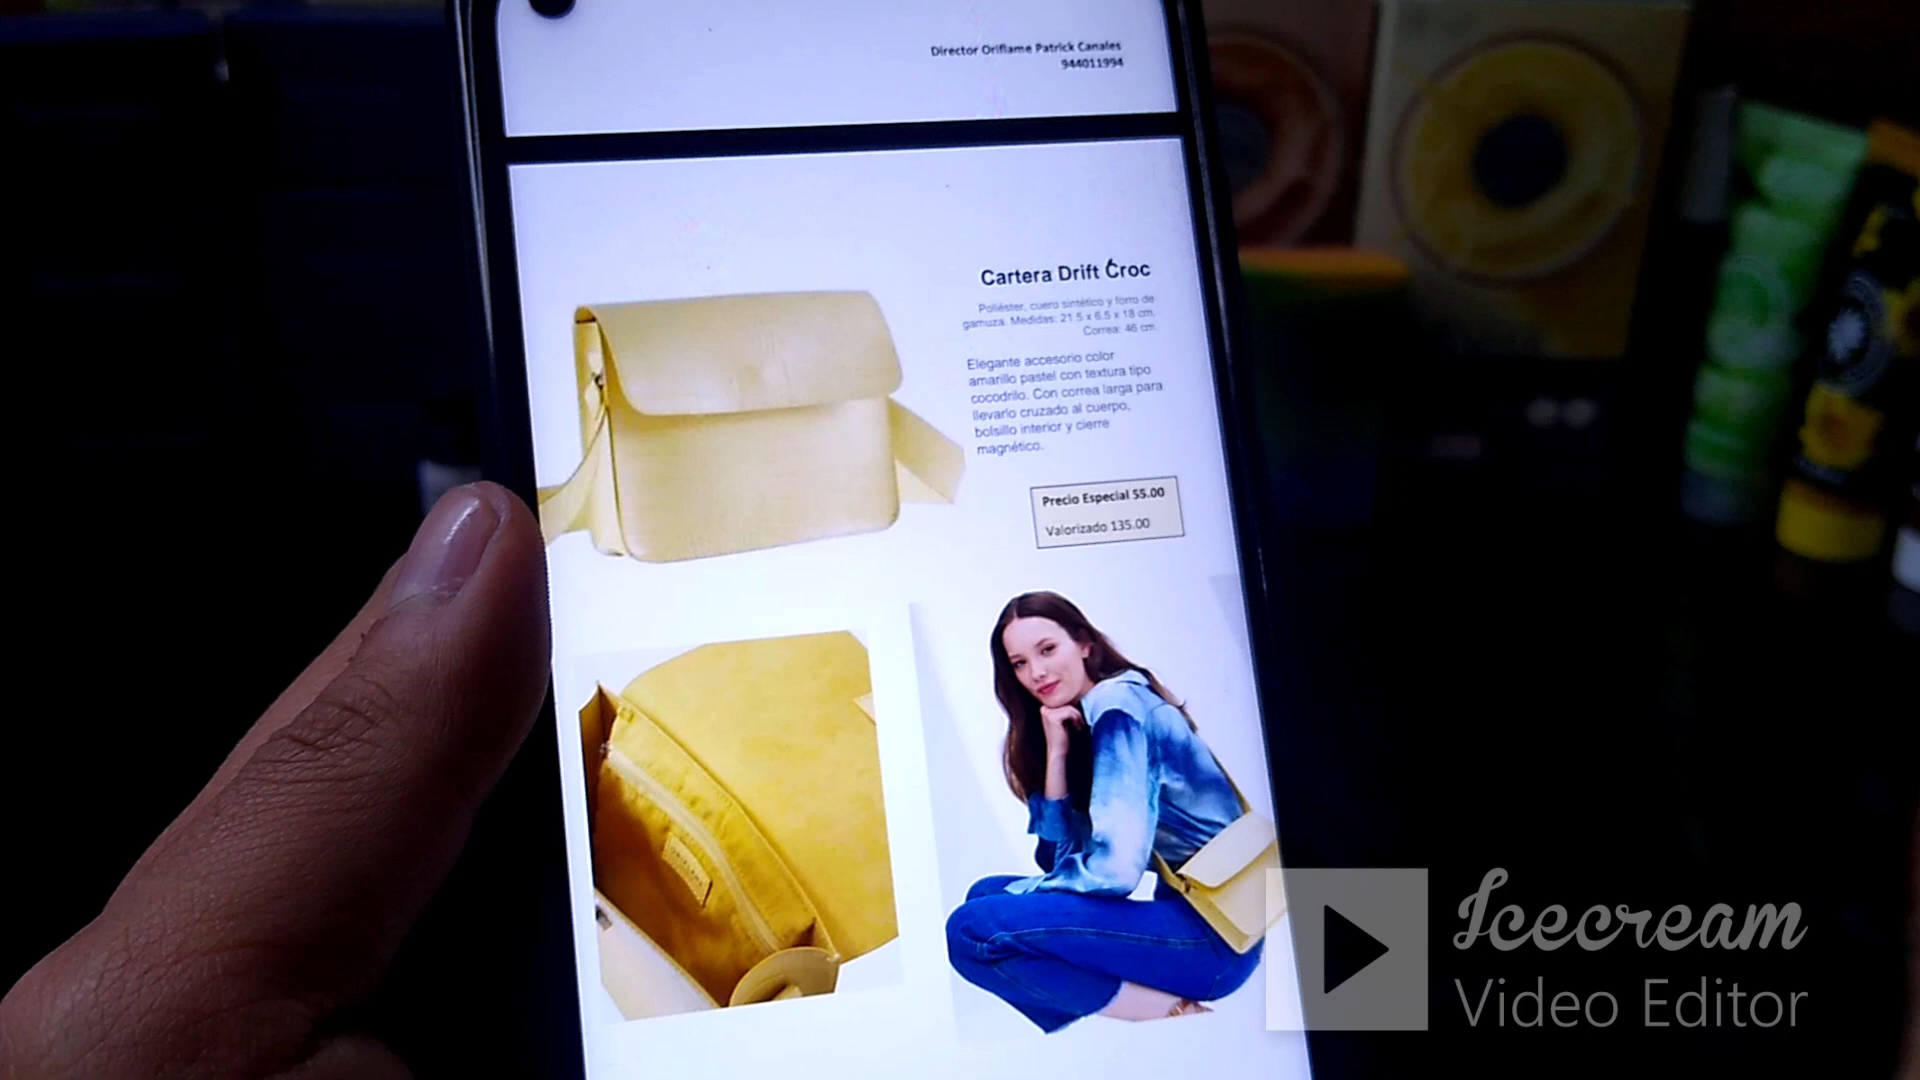 Director Oriflame Patrick Canales
944011994
Cartera Drift Croc
Poliéster, cuero sintético y forro de
gamuza. Medidas: 21.5 x 6.5 x 18 cm.
Correa: 46 cm.
Elegante accesorio color
amarillo pastel con textura tipo
cocodrilo. Con correa larga para
llevarlo cruzado al cuerpo,
bolsillo interior y cierre
magnético.
Precio Especial 55.00
Valorizado 135.00
ORIFLAME
Icecream
Video Editor